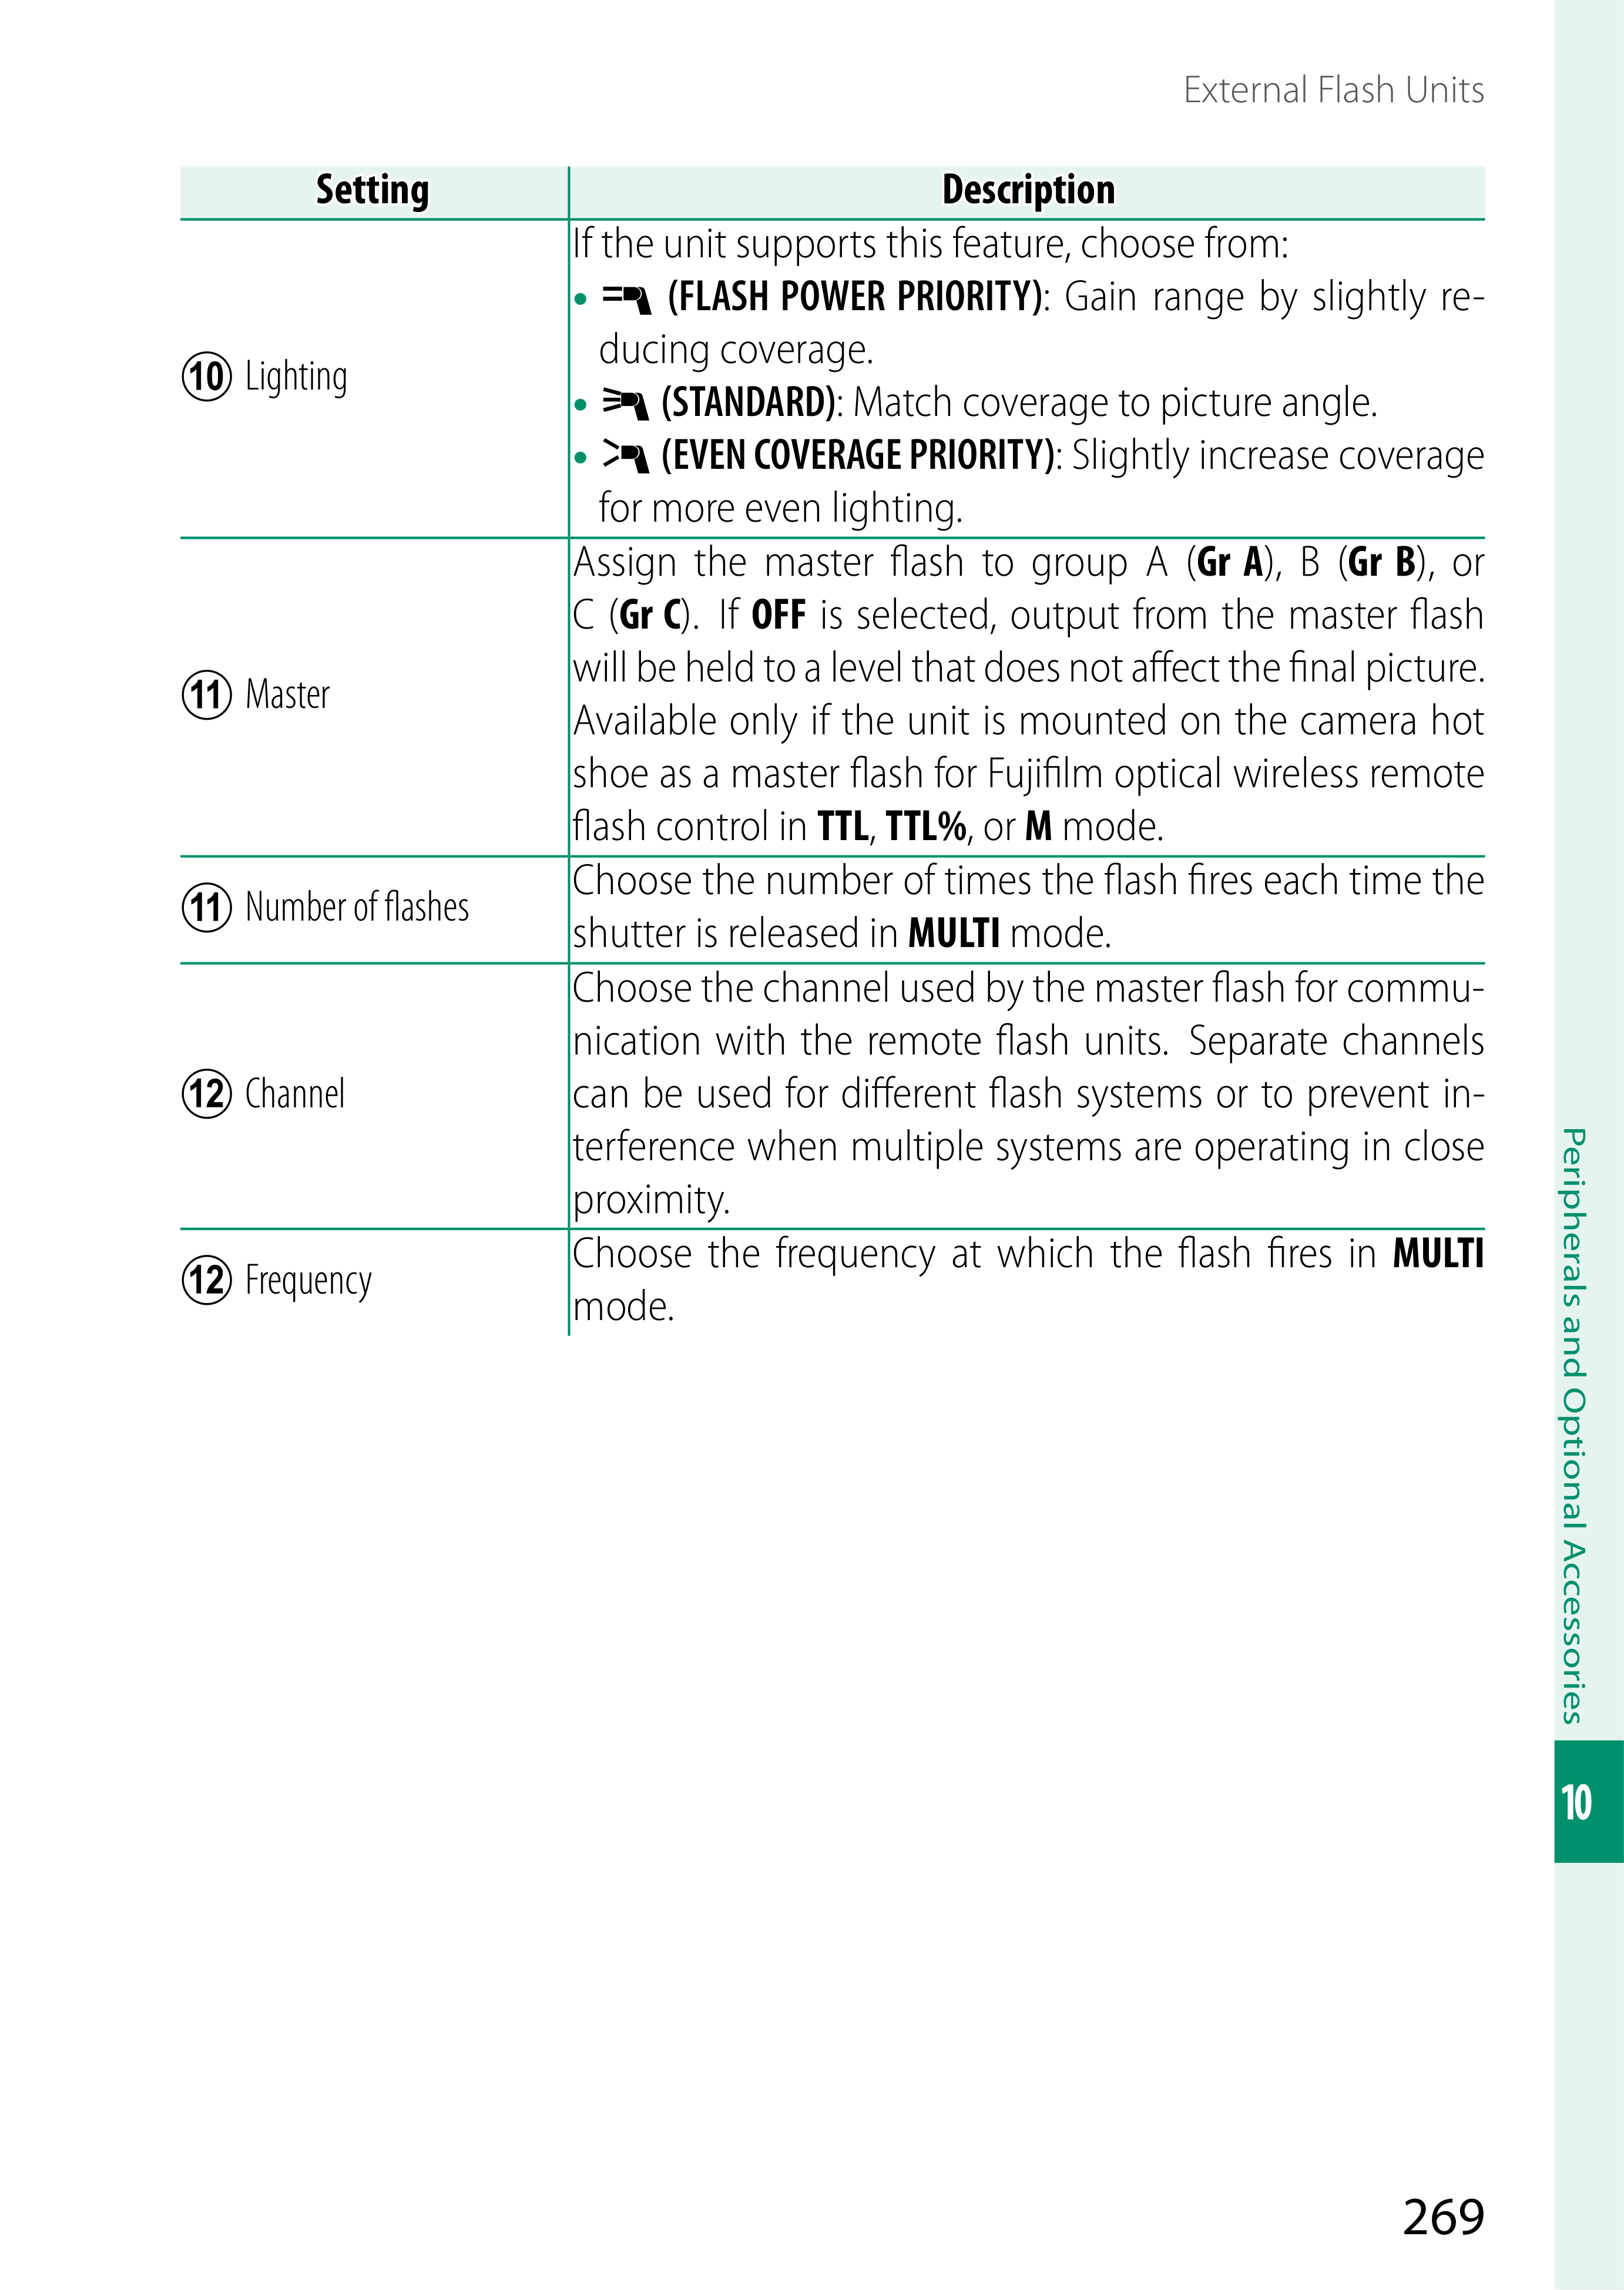 External Flash Units
Setting Description
⑩ Lighting
If the unit supports this feature, choose from:
• (FLASH POWER PRIORITY): Gain range by slightly re-
ducing coverage.
• (STANDARD): Match coverage to picture angle.
• (EVEN COVERAGE PRIORITY): Slightly increase coverage
for more even lighting.
⑪ Master
Assign the master flash to group A (Gr A), B (Gr B), or
C (Gr C). If OFF is selected, output from the master flash
will be held to a level that does not affect the final picture.
Available only if the unit is mounted on the camera hot
shoe as a master flash for Fujifilm optical wireless remote
flash control in TTL, TTL%, or M mode.
⑪ Number of flashes
Choose the number of times the flash fires each time the
shutter is released in MULTI mode.
⑫ Channel
Choose the channel used by the master flash for commu-
nication with the remote flash units. Separate channels
can be used for different flash systems or to prevent in-
terference when multiple systems are operating in close
proximity.
⑫ Frequency
Choose the frequency at which the flash fires in MULTI
mode.
Peripherals and Optional Accessories
10
269